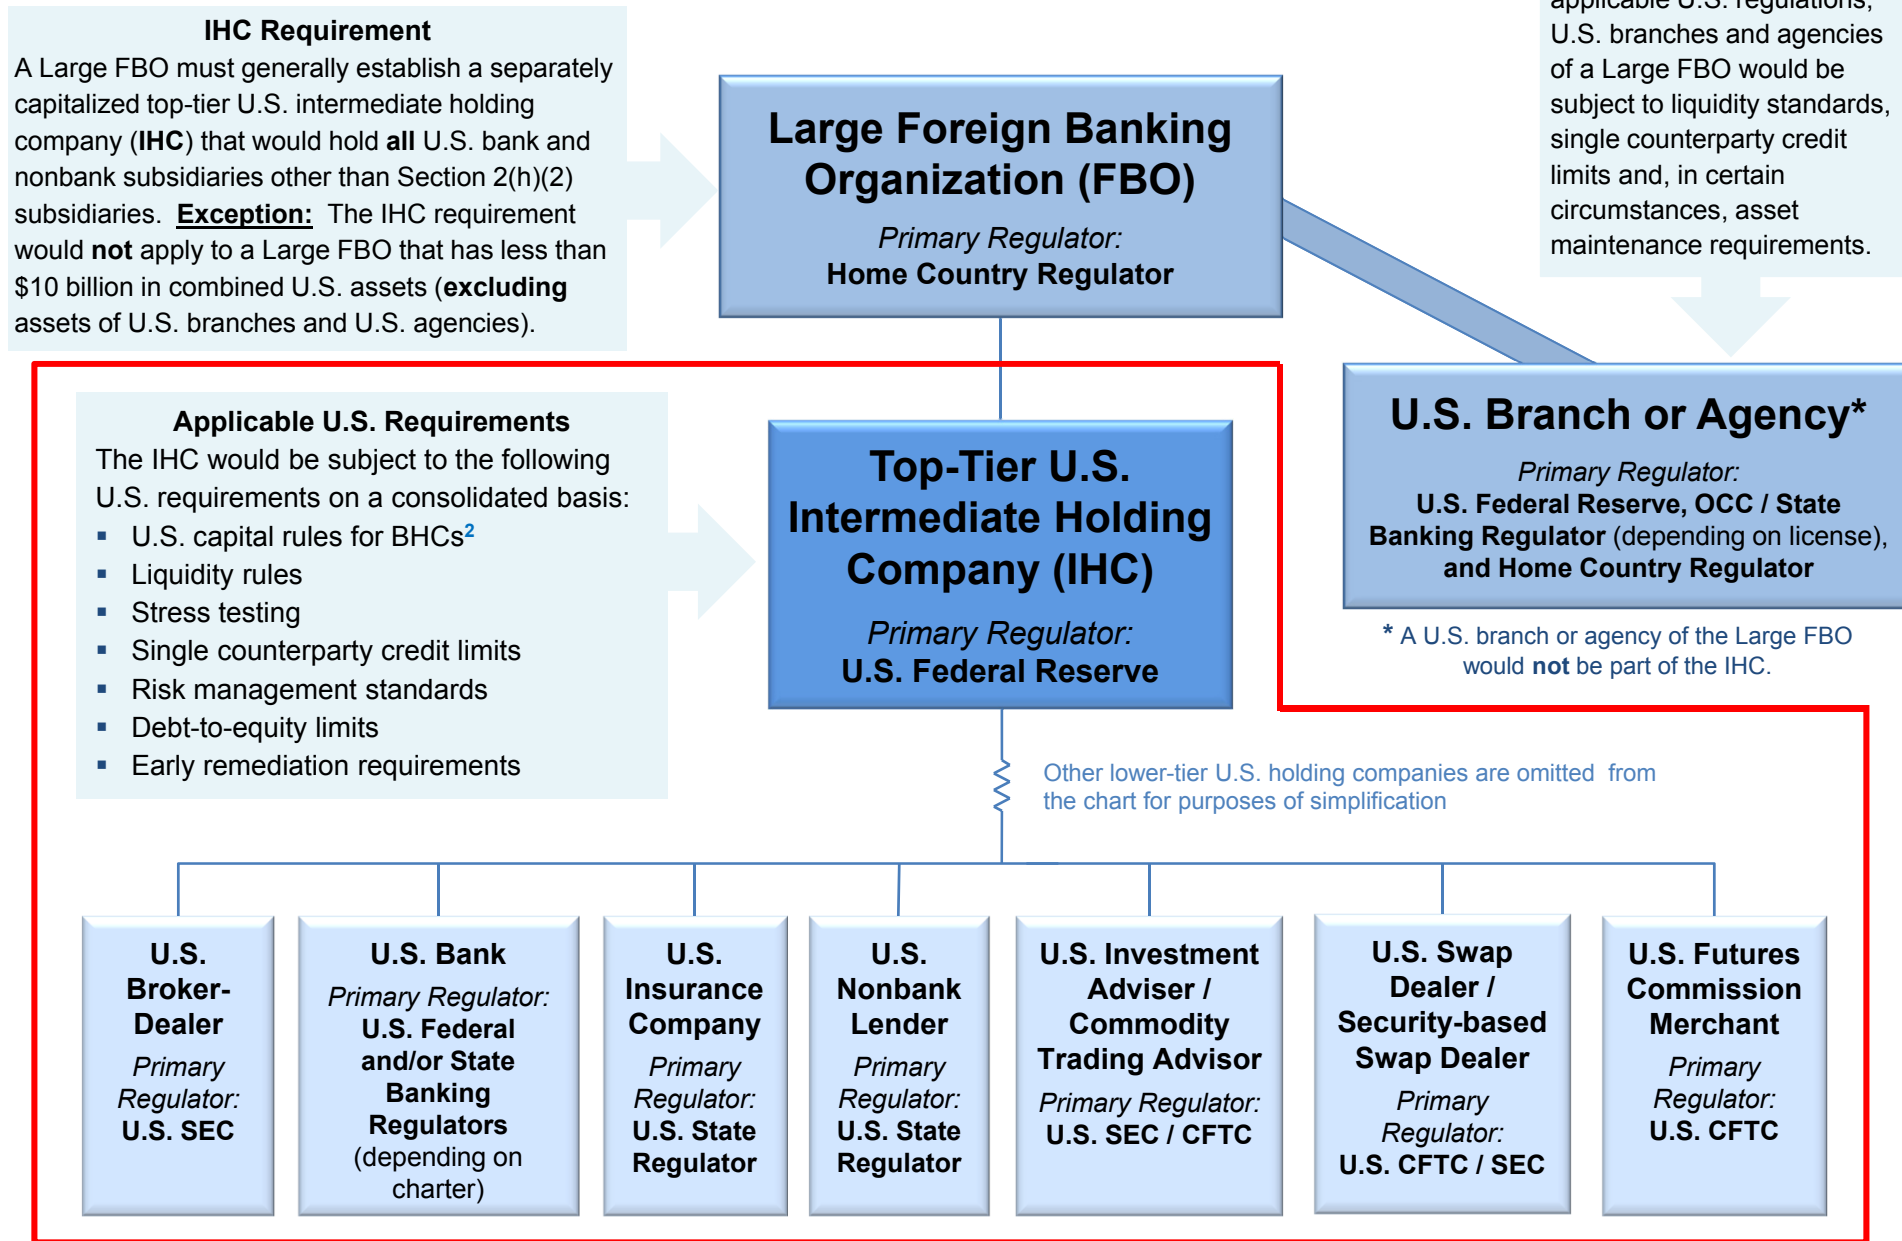 IHC Requirement
A Large FBO must generally establish a separately
capitalized top-tier U.S. intermediate holding
company (IHC) that would hold all U.S. bank and
nonbank subsidiaries other than Section 2(h)(2)
subsidiaries. Exception: The IHC requirement
would not apply to a Large FBO that has less than
$10 billion in combined U.S. assets (excluding
assets of U.S. branches and U.S. agencies).
Large Foreign Banking
Organization (FBO)
Primary Regulator:
Home Country Regulator
applicable U.S. regulations,
U.S. branches and agencies
of a Large FBO would be
subject to liquidity standards,
single counterparty credit
limits and, in certain
circumstances, asset
maintenance requirements.
Applicable U.S. Requirements
The IHC would be subject to the following
U.S. requirements on a consolidated basis:
▪ U.S. capital rules for BHCs²
▪ Liquidity rules
▪ Stress testing
▪ Single counterparty credit limits
▪ Risk management standards
▪ Debt-to-equity limits
▪ Early remediation requirements
Top-Tier U.S.
Intermediate Holding
Company (IHC)
Primary Regulator:
U.S. Federal Reserve
U.S. Branch or Agency*
Primary Regulator:
U.S. Federal Reserve, OCC / State
Banking Regulator (depending on license),
and Home Country Regulator
* A U.S. branch or agency of the Large FBO
would not be part of the IHC.
Other lower-tier U.S. holding companies are omitted from
the chart for purposes of simplification
U.S.
Broker-
Dealer
Primary
Regulator:
U.S. SEC
U.S. Bank
Primary Regulator:
U.S. Federal
and/or State
Banking
Regulators
(depending on
charter)
U.S.
Insurance
Company
Primary
Regulator:
U.S. State
Regulator
U.S.
Nonbank
Lender
Primary
Regulator:
U.S. State
Regulator
U.S. Investment
Adviser /
Commodity
Trading Advisor
Primary Regulator:
U.S. SEC / CFTC
U.S. Swap
Dealer /
Security-based
Swap Dealer
Primary
Regulator:
U.S. CFTC / SEC
U.S. Futures
Commission
Merchant
Primary
Regulator:
U.S. CFTC